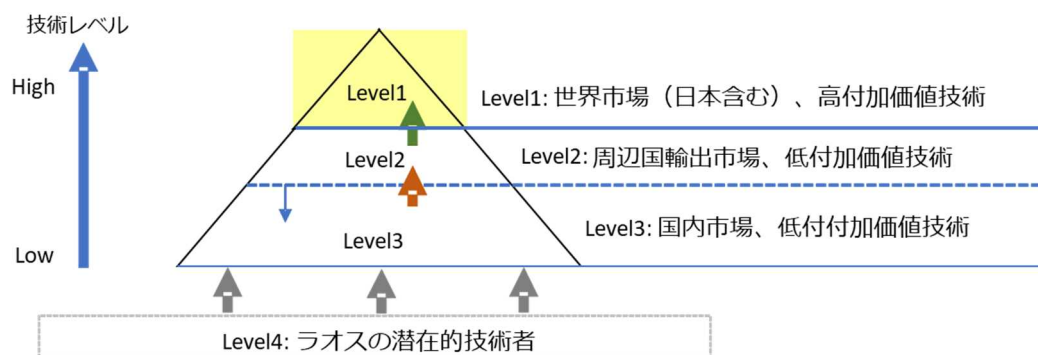 技術レベル
High
Level1
Level1: 世界市場（日本含む）、高付加価値技術
Level2
Level2: 周辺国輸出市場、低付加価値技術
Level3
Level3: 国内市場、低付付加価値技術
Low
Level4: ラオスの潜在的技術者